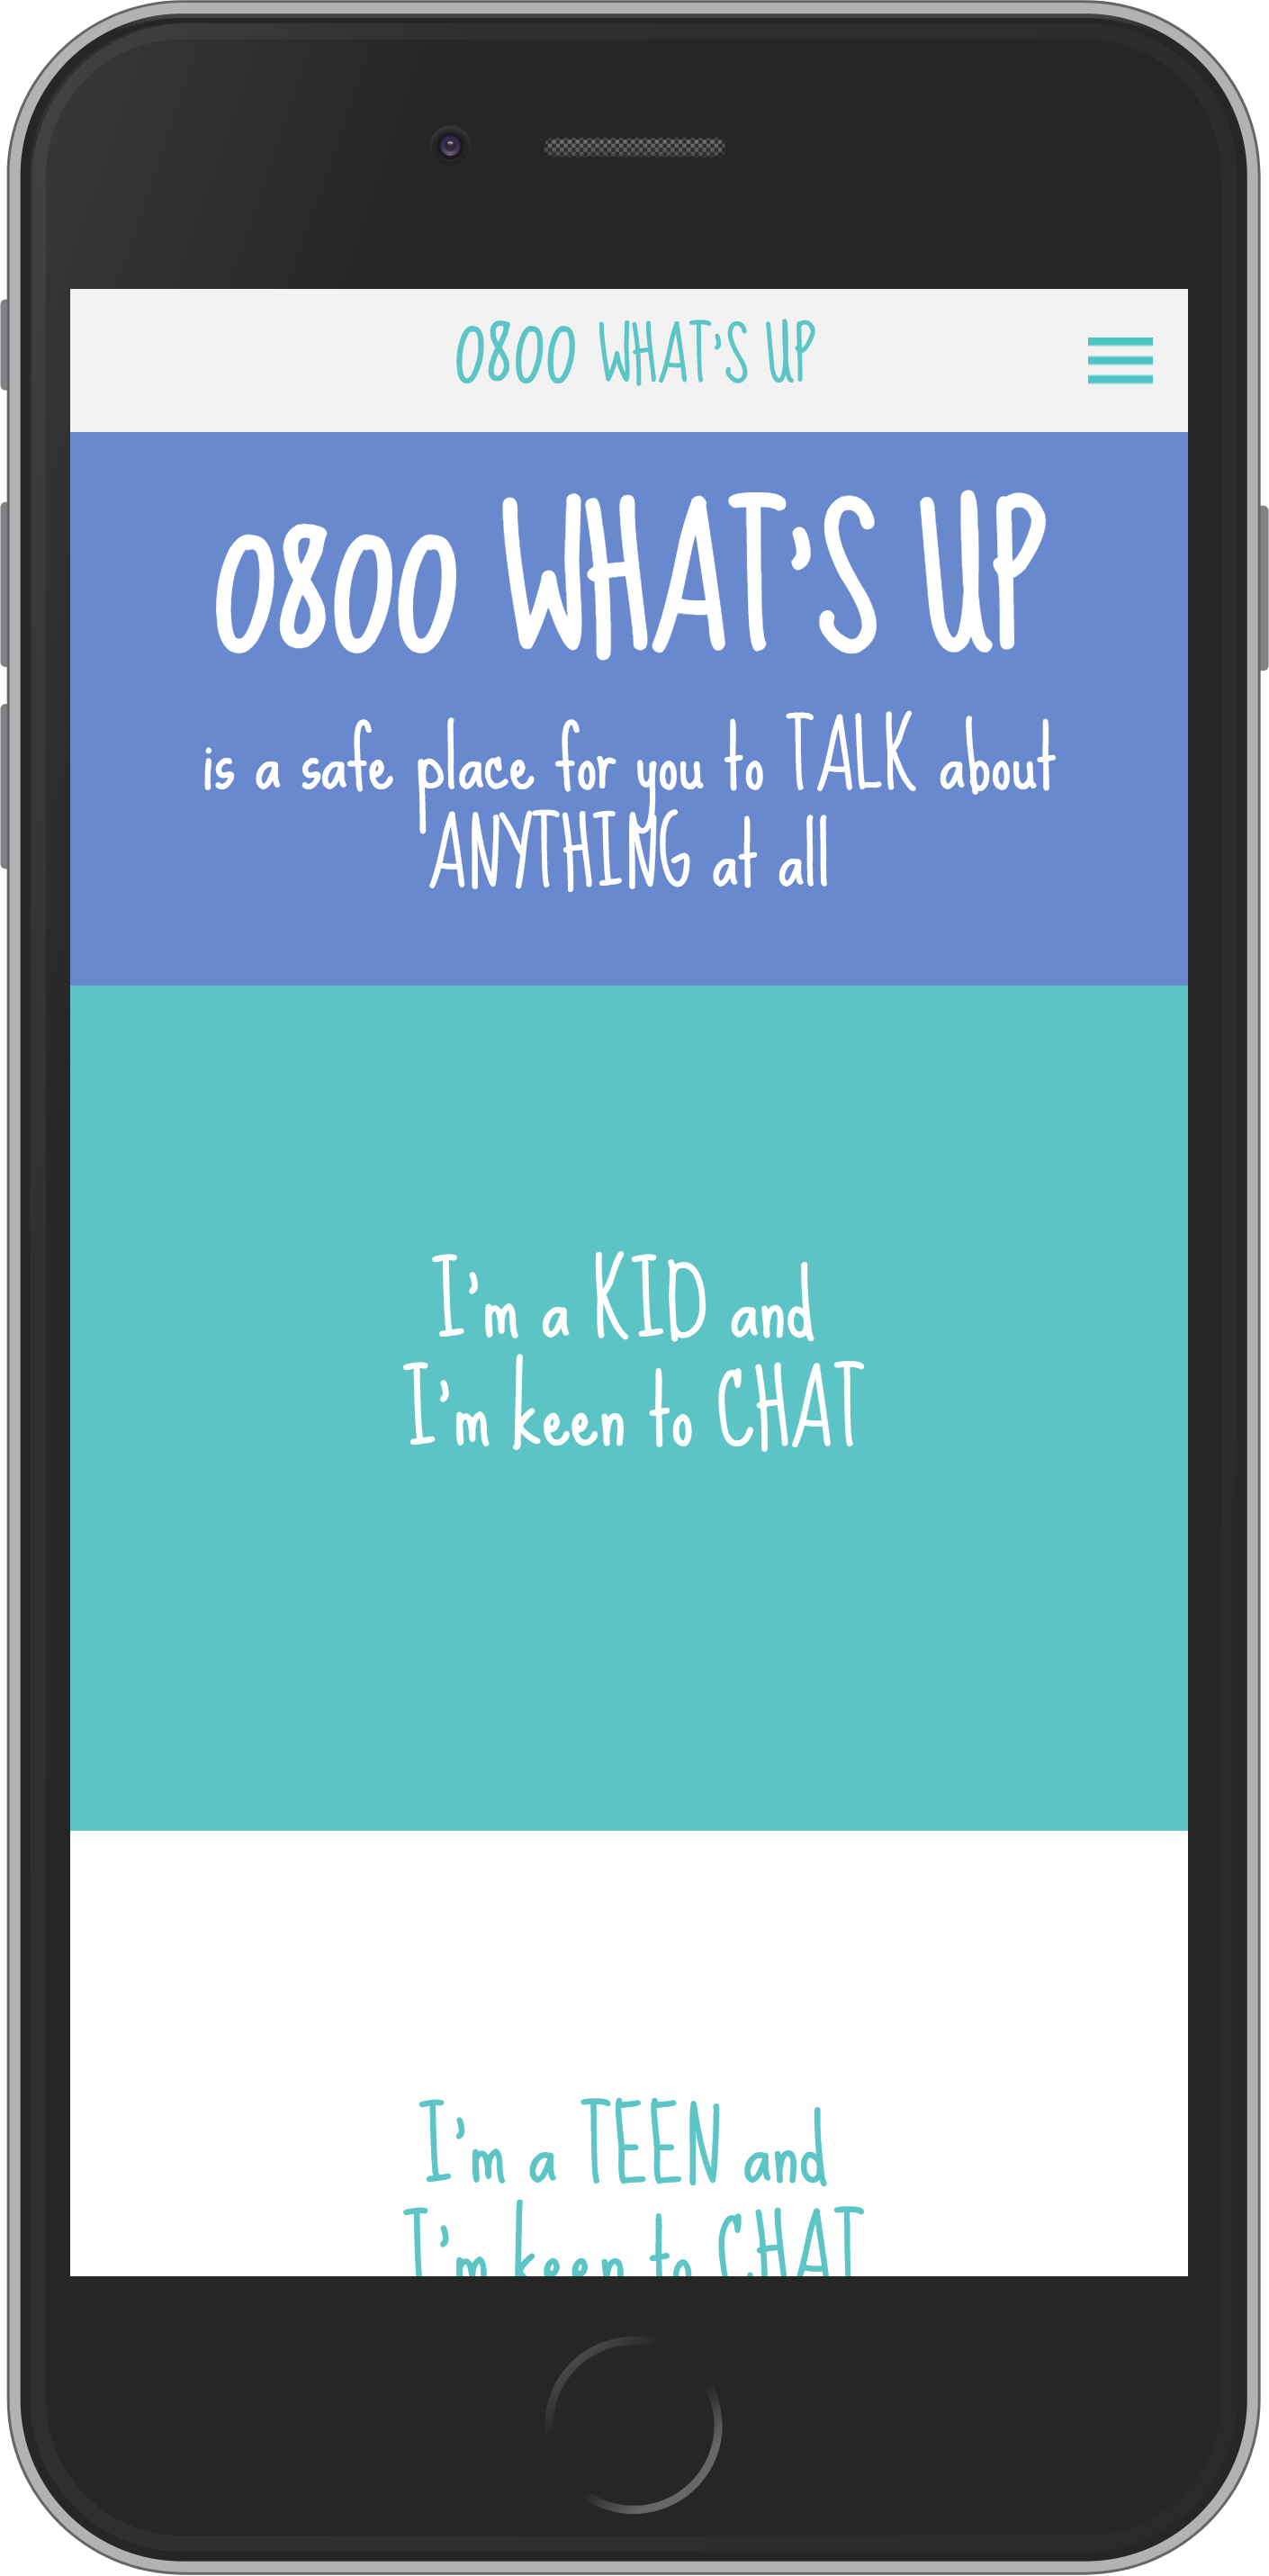 0800 WHAT'S UP
0800 WHAT'S UP
is a safe place for you to TALK about
ANYTHING at all
I'm a KID and
I'm keen to CHAT
I'm a TEEN and
I'm keen to CHAT